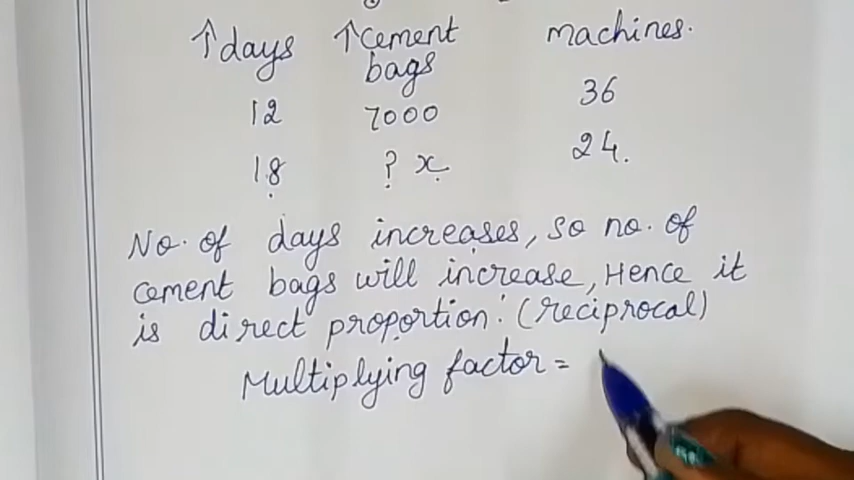 ↑days ↑cement bags machines.
12 7000 36
18 ? x 24.
No. of days increases, so no. of
cement bags will increase, Hence it
is direct proportion. (reciprocal)
Multiplying factor =